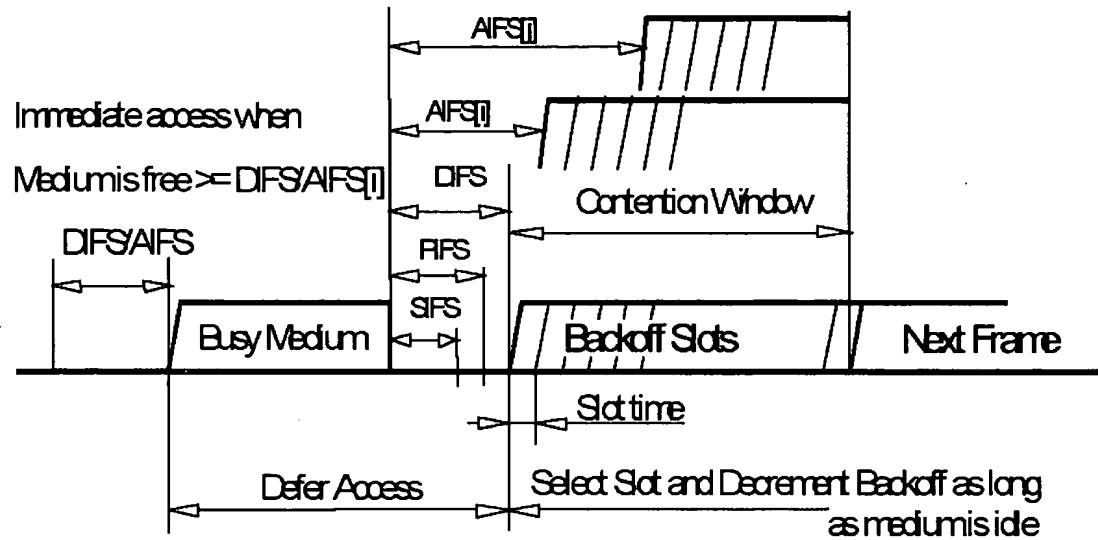 AIFS[j]
Immediate access when
AIFS[i]
Medium is free >= DIFS/AIFS[i]
DIFS
Contention Window
DIFS/AIFS
PIFS
SIFS
Busy Medium
Backoff Slots
Next Frame
Slot time
Defer Access
Select Slot and Decrement Backoff as long
as medium is idle